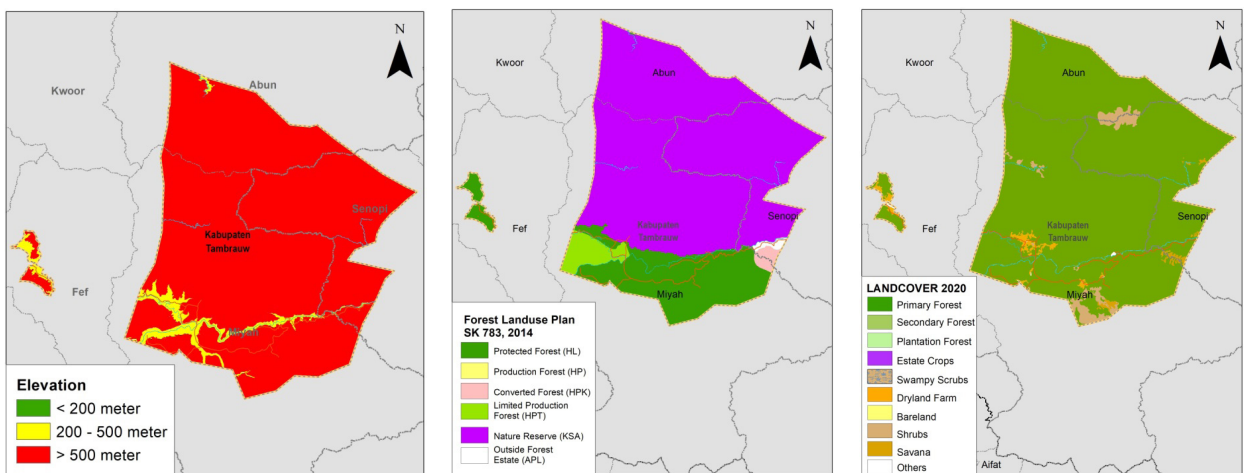 N
Kwoor
Abun
Senopi
Kabupaten
Tambrauw
Fef
Miyah
Elevation
< 200 meter
200 - 500 meter
> 500 meter
N
Kwoor
Abun
Senopi
Fef
Kabupaten
Tambrauw
Miyah
Forest Landuse Plan
SK 783, 2014
Protected Forest (HL)
Production Forest (HP)
Converted Forest (HPK)
Limited Production
Forest (HPT)
Nature Reserve (KSA)
Outside Forest
Estate (APL)
N
Kwoor
Abun
Senopi
Fef
Kabupaten
Tambrauw
Miyah
LANDCOVER 2020
Primary Forest
Secondary Forest
Plantation Forest
Estate Crops
Swampy Scrubs
Dryland Farm
Bareland
Shrubs
Savana
Others
Aifat